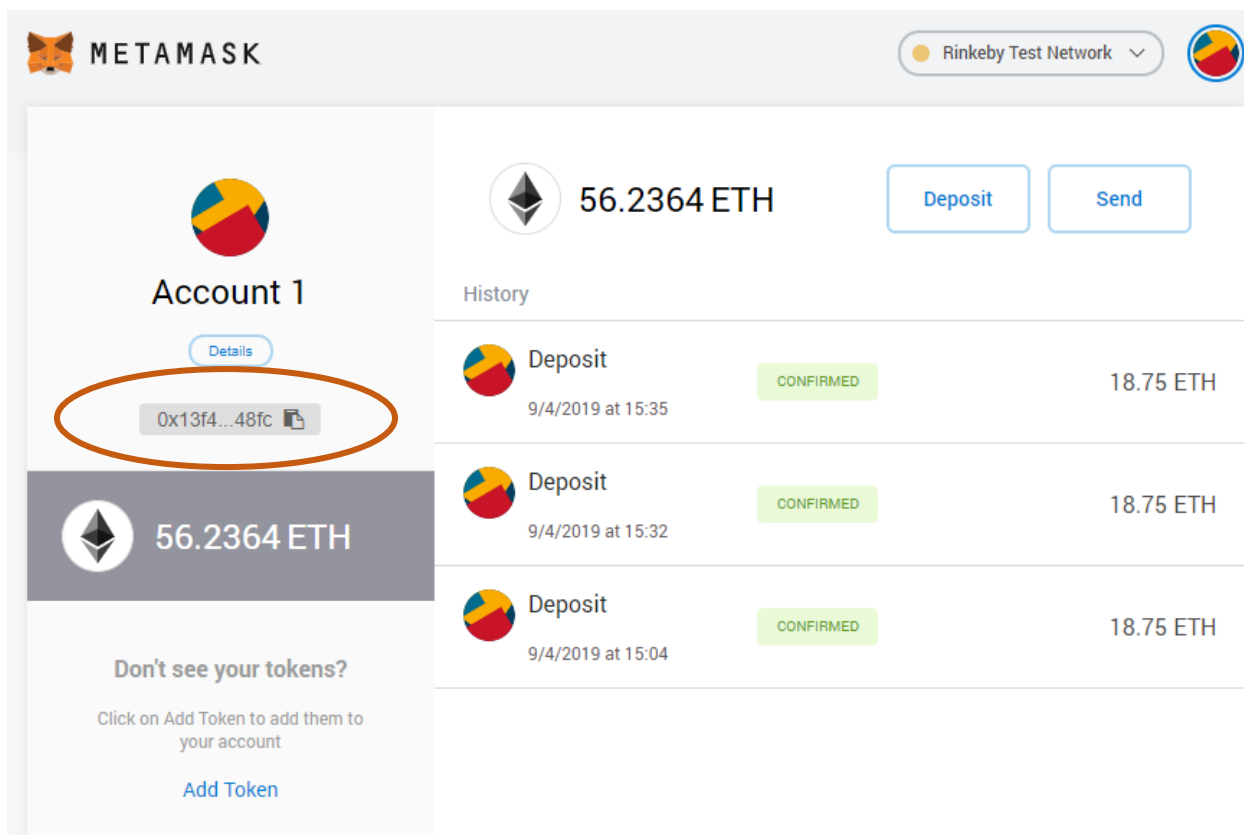 METAMASK
Rinkeby Test Network
Account 1
Details
0x13f4...48fc
56.2364 ETH
Don't see your tokens?
Click on Add Token to add them to
your account
Add Token
56.2364 ETH
Deposit
Send
History
Deposit
CONFIRMED
18.75 ETH
9/4/2019 at 15:35
Deposit
CONFIRMED
18.75 ETH
9/4/2019 at 15:32
Deposit
CONFIRMED
18.75 ETH
9/4/2019 at 15:04